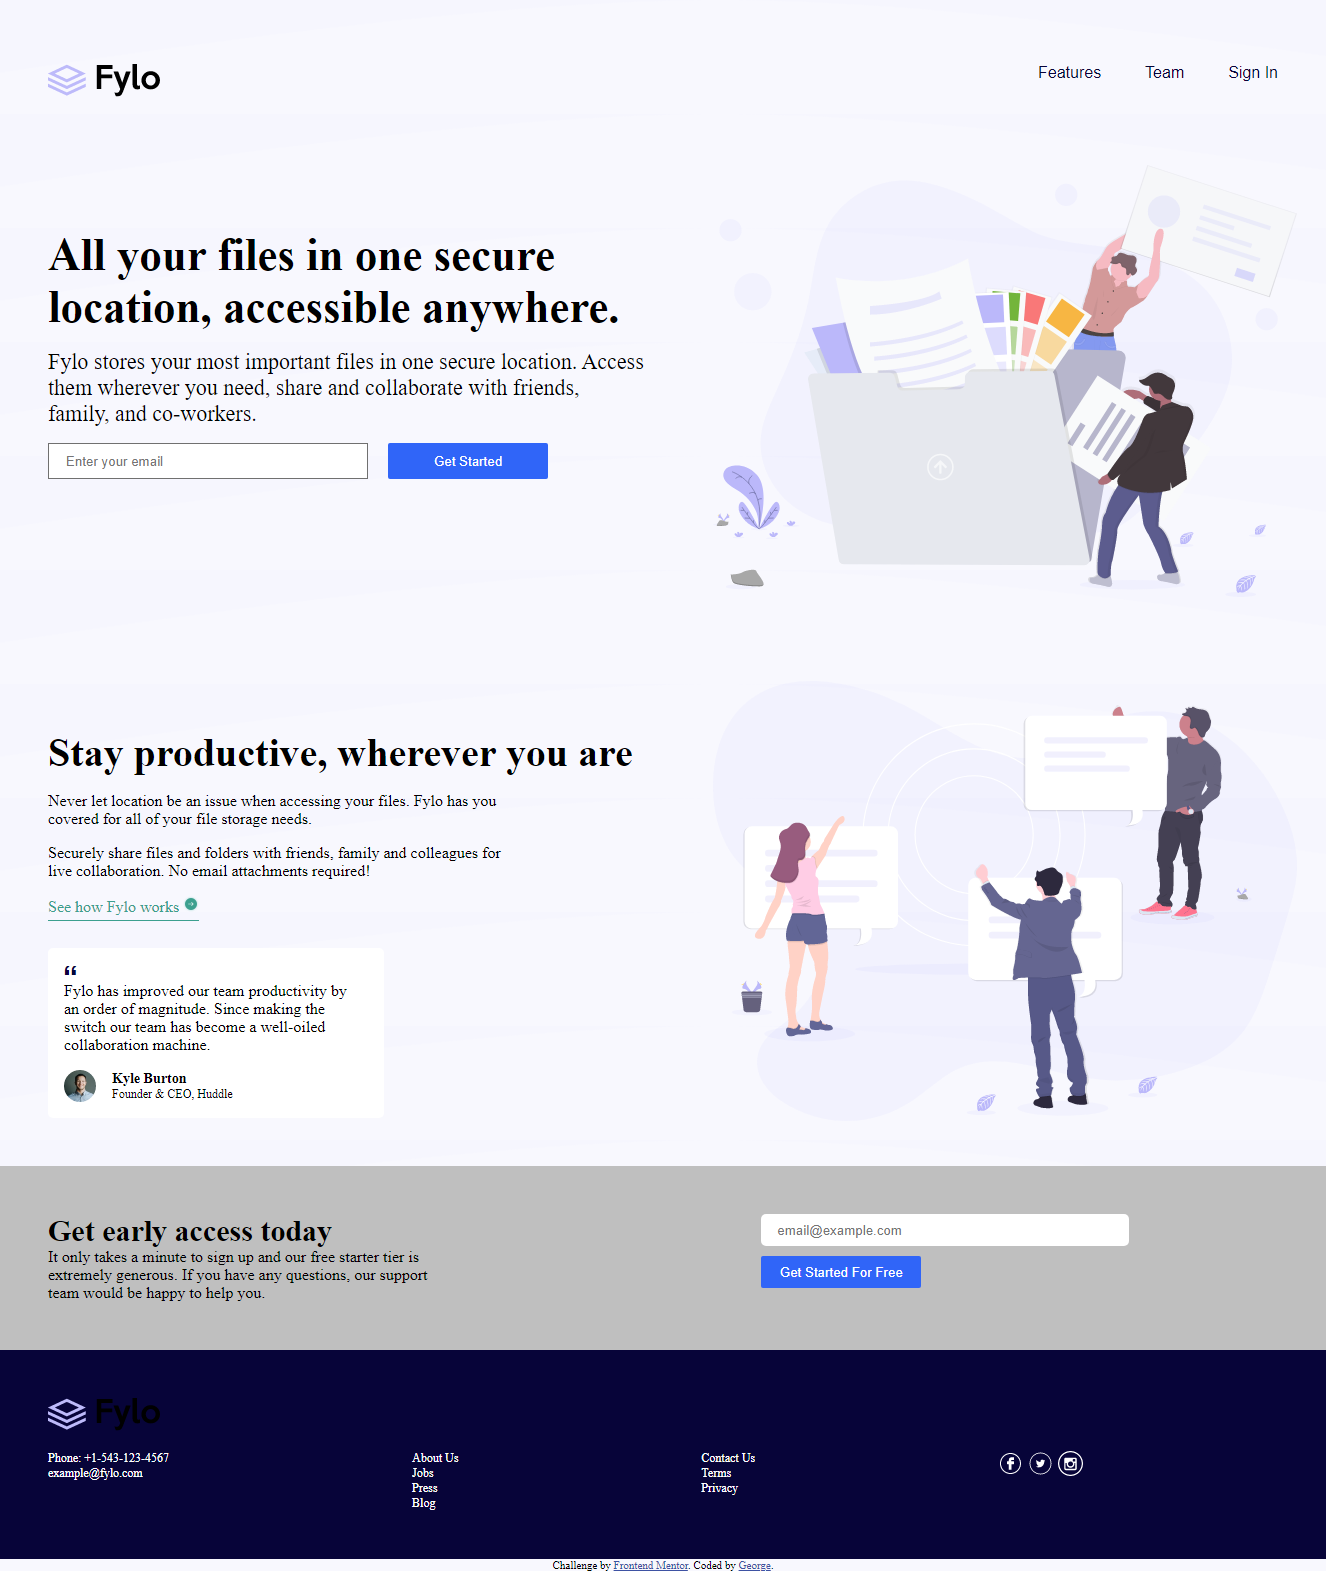 Fylo
Features
Team
Sign In
All your files in one secure
location, accessible anywhere.
Fylo stores your most important files in one secure location. Access
them wherever you need, share and collaborate with friends,
family, and co-workers.
Enter your email
Get Started
Stay productive, wherever you are
Never let location be an issue when accessing your files. Fylo has you
covered for all of your file storage needs.
Securely share files and folders with friends, family and colleagues for
live collaboration. No email attachments required!
See how Fylo works
“
Fylo has improved our team productivity by
an order of magnitude. Since making the
switch our team has become a well-oiled
collaboration machine.
Kyle Burton
Founder & CEO, Huddle
Get early access today
It only takes a minute to sign up and our free starter tier is
extremely generous. If you have any questions, our support
team would be happy to help you.
email@example.com
Get Started For Free
Fylo
Phone: +1-543-123-4567
example@fylo.com
About Us
Jobs
Press
Blog
Contact Us
Terms
Privacy
Challenge by Frontend Mentor. Coded by George.